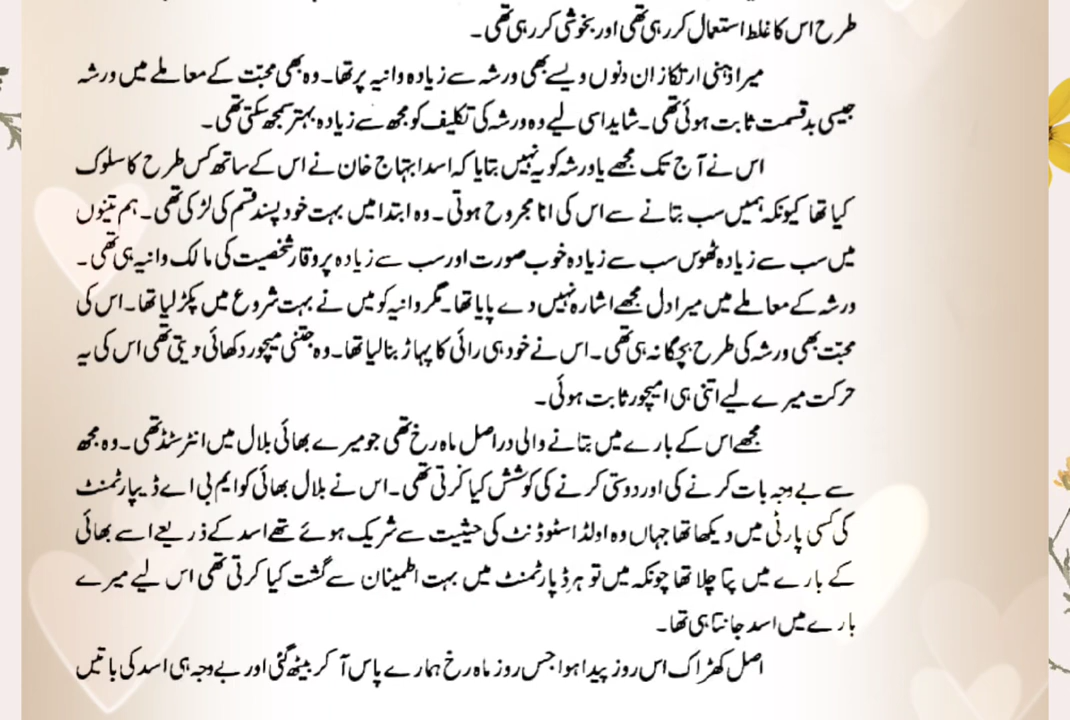 طرح اس کا غلط استعمال کر رہی تھی اور بخوشی کر رہی تھی۔
میرا ذہنی ارتکاز ان دنوں ویسے بھی ورشہ سے زیادہ وانیہ پر تھا۔ وہ بھی محبّت کے معاملے میں ورشہ
جیسی بدقسمت ثابت ہوئی تھی۔ شاید اسی لیے وہ ورشہ کی تکلیف کو مجھ سے زیادہ بہتر سمجھ سکتی تھی۔
اس نے آج تک مجھے یا ورشہ کو یہ نہیں بتایا کہ اسد ابتہاج خان نے اس کے ساتھ کس طرح کا سلوک
کیا تھا کیونکہ ہمیں سب بتانے سے اس کی انا مجروح ہوتی۔ وہ ابتدا میں بہت خود پسند قسم کی لڑکی تھی۔ ہم تینوں
میں سب سے زیادہ ٹھوس سب سے زیادہ خوب صورت اور سب سے زیادہ پروقار شخصیت کی مالک وانیہ ہی تھی۔
ورشہ کے معاملے میں میرا دل مجھے اشارہ نہیں دے پایا تھا۔ مگر وانیہ کو میں نے بہت شروع میں پکڑ لیا تھا۔ اس کی
محبّت بھی ورشہ کی طرح بچگانہ ہی تھی۔ اس نے خود ہی رائی کا پہاڑ بنا لیا تھا۔ وہ جتنی میچور دکھائی دیتی تھی اس کی یہ
حرکت میرے لیے اتنی ہی امیچور ثابت ہوئی۔
مجھے اس کے بارے میں بتانے والی دراصل ماہ رخ تھی جو میرے بھائی بلال میں انٹرسٹڈ تھی۔ وہ مجھ
سے بے وجہ بات کرنے کی اور دوستی کرنے کی کوشش کیا کرتی تھی۔ اس نے بلال بھائی کو ایم بی اے ڈیپارٹمنٹ
کی کسی پارٹی میں دیکھا تھا جہاں وہ اولڈ اسٹوڈنٹ کی حیثیت سے شریک ہوئے تھے اسد کے ذریعے اسے بھائی
کے بارے میں پتا چلا تھا چونکہ میں تو ہر ڈپارٹمنٹ میں بہت اطمینان سے گشت کیا کرتی تھی اس لیے میرے
بارے میں اسد جانتا ہی تھا۔
اصل کھڑاک اس روز پیدا ہوا جس روز ماہ رخ ہمارے پاس آ کر بیٹھ گئی اور بے وجہ ہی اسد کی باتیں